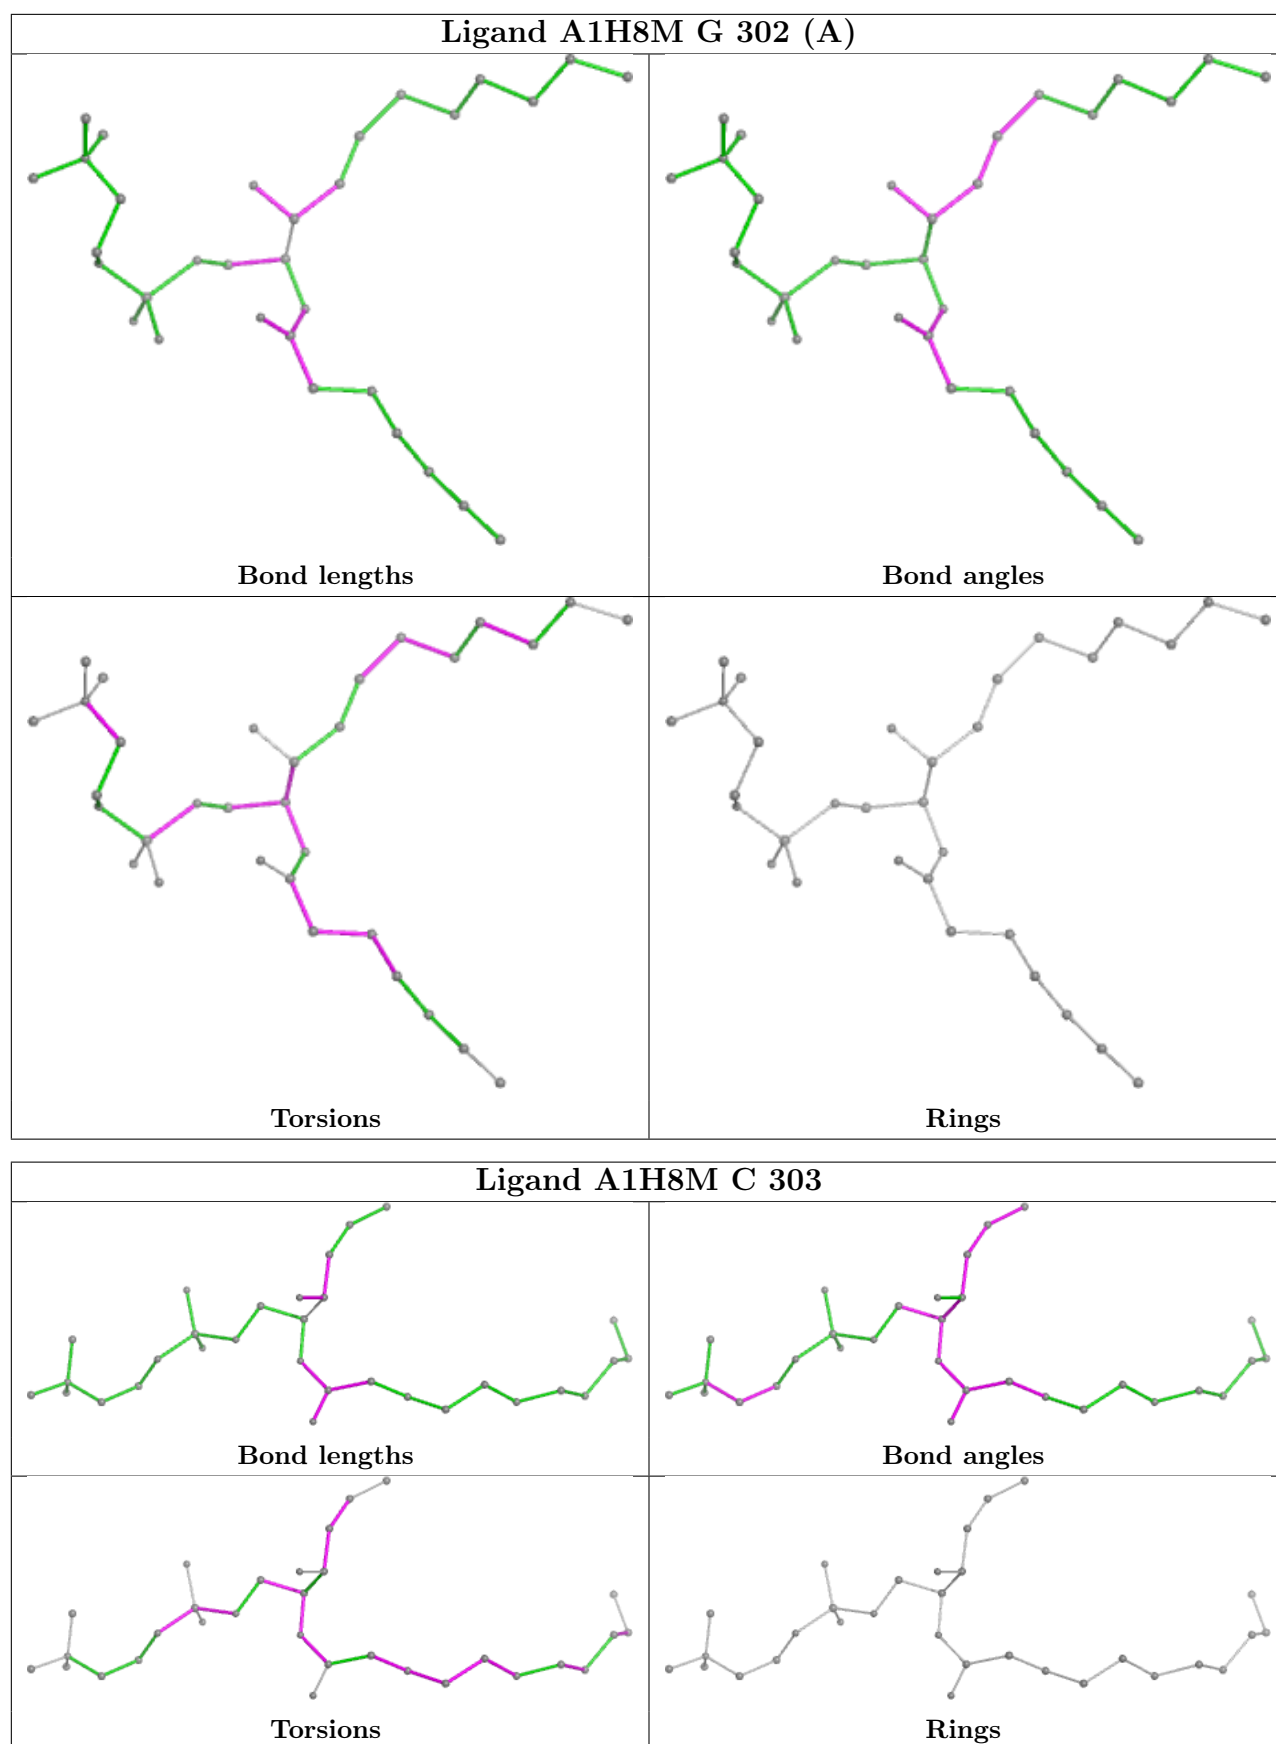 Ligand A1H8M G 302 (A)
Bond lengths
Bond angles
Torsions
Rings
Ligand A1H8M C 303
Bond lengths
Bond angles
Torsions
Rings